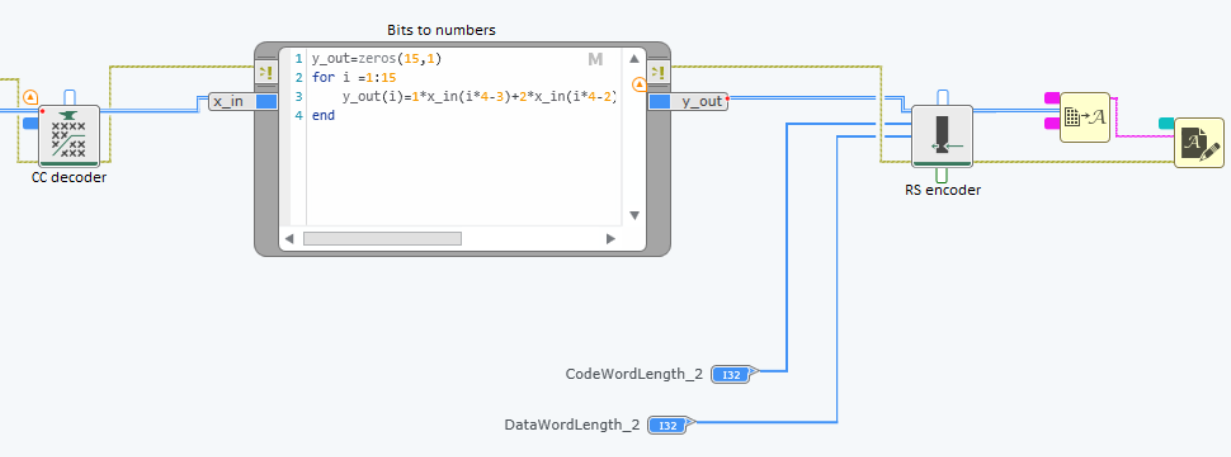 Bits to numbers
M
1 y_out=zeros(15,1)
2 for i =1:15
3 y_out(i)=1*x_in(i*4-3)+2*x_in(i*4-2)
4 end
x_in
y_out
CC decoder
RS encoder
A
A
CodeWordLength_2
I32
DataWordLength_2
I32